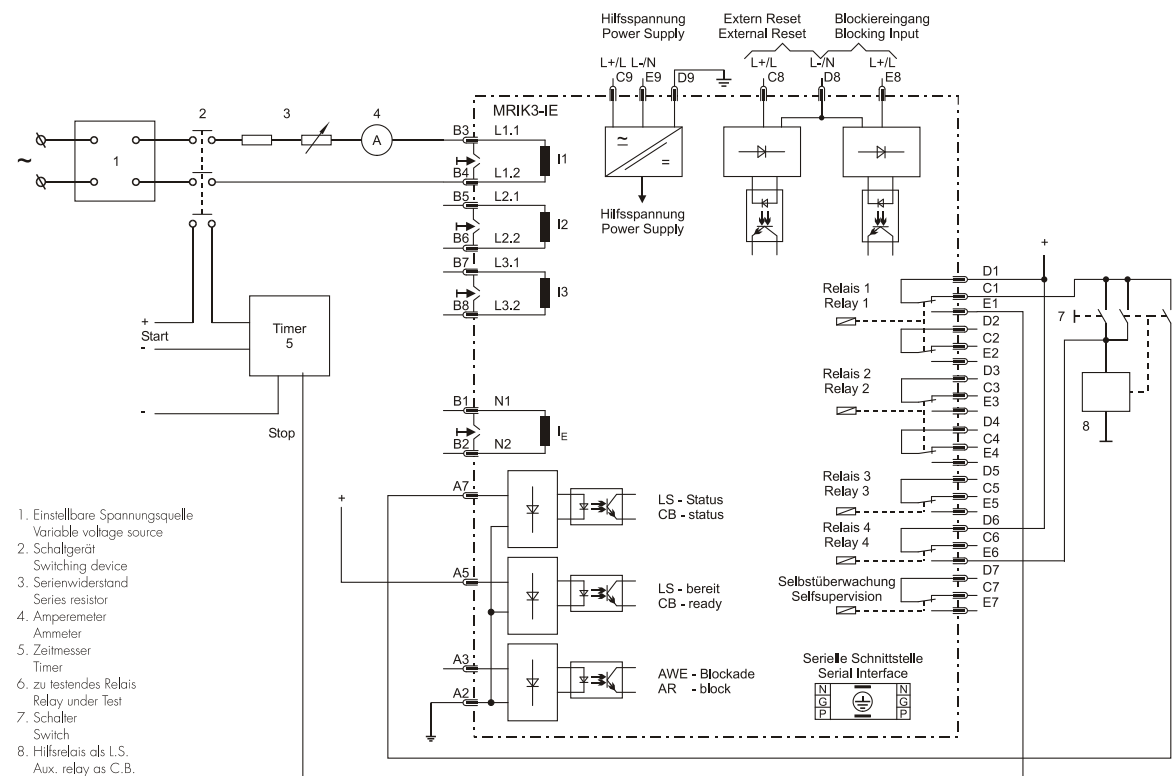 Hilfsspannung
Power Supply
Extern Reset
External Reset
Blockiereingang
Blocking Input
L+/L L-/N
C9 E9 D9
L+/L L-/N L+/L
C8 D8 E8
MRIK3-IE
2 3 4
A
1
~
≂
=
Hilfsspannung
Power Supply
B3 L1.1
I1
B4 L1.2
B5 L2.1
I2
B6 L2.2
B7 L3.1
I3
B8 L3.2
+
Start
-
Timer
5
-
Stop
B1 N1
IE
B2 N2
A7
LS - Status
CB - status
+
A5
LS - bereit
CB - ready
A3
AWE - Blockade
AR - block
A2
+
Relais 1
Relay 1
D1
C1
E1
D2
C2
E2
Relais 2
Relay 2
D3
C3
E3
D4
C4
E4
Relais 3
Relay 3
D5
C5
E5
Relais 4
Relay 4
D6
C6
E6
Selbstüberwachung
Selfsupervision
D7
C7
E7
7
8
Serielle Schnittstelle
Serial Interface
N N
G G
P P
1. Einstellbare Spannungsquelle
Variable voltage source
2. Schaltgerät
Switching device
3. Serienwiderstand
Series resistor
4. Amperemeter
Ammeter
5. Zeitmesser
Timer
6. zu testendes Relais
Relay under Test
7. Schalter
Switch
8. Hilfsrelais als L.S.
Aux. relay as C.B.